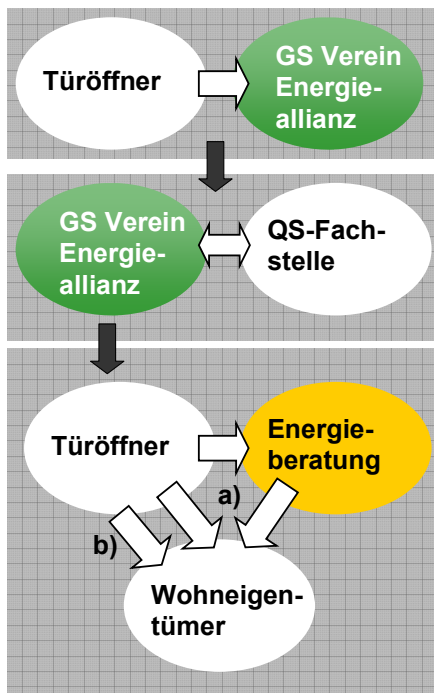 Türöffner
GS Verein
Energie-
allianz
GS Verein
Energie-
allianz
QS-Fach-
stelle
Türöffner
Energie-
beratung
a)
b)
Wohneigen-
tümer